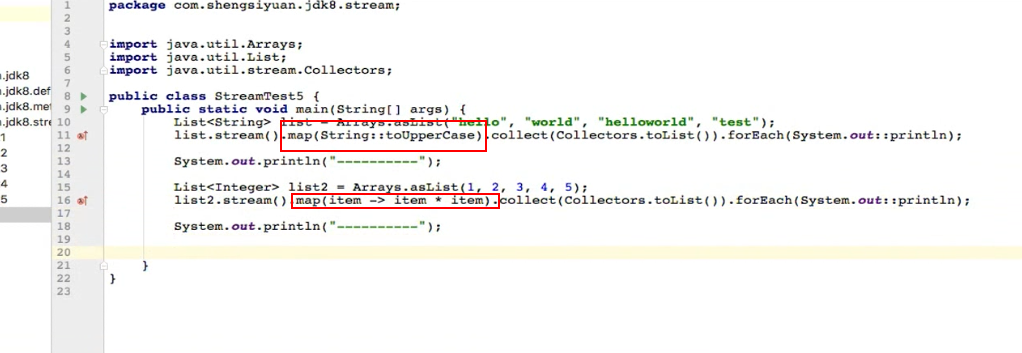 package com.shengsiyuan.jdk8.stream;
import java.util.Arrays;
import java.util.List;
import java.util.stream.Collectors;
public class StreamTest5 {
public static void main(String[] args) {
List<String> list = Arrays.asList("hello", "world", "helloworld", "test");
list.stream().map(String::toUpperCase).collect(Collectors.toList()).forEach(System.out::println);
System.out.println("----------");
List<Integer> list2 = Arrays.asList(1, 2, 3, 4, 5);
list2.stream().map(item -> item * item).collect(Collectors.toList()).forEach(System.out::println);
System.out.println("----------");
}
}
1
2
3
4
5
6
7
8
9
10
11
12
13
14
15
16
17
18
19
20
21
22
23
.jdk8
.jdk8.def
.jdk8.met
.jdk8.stre
1
2
3
4
5